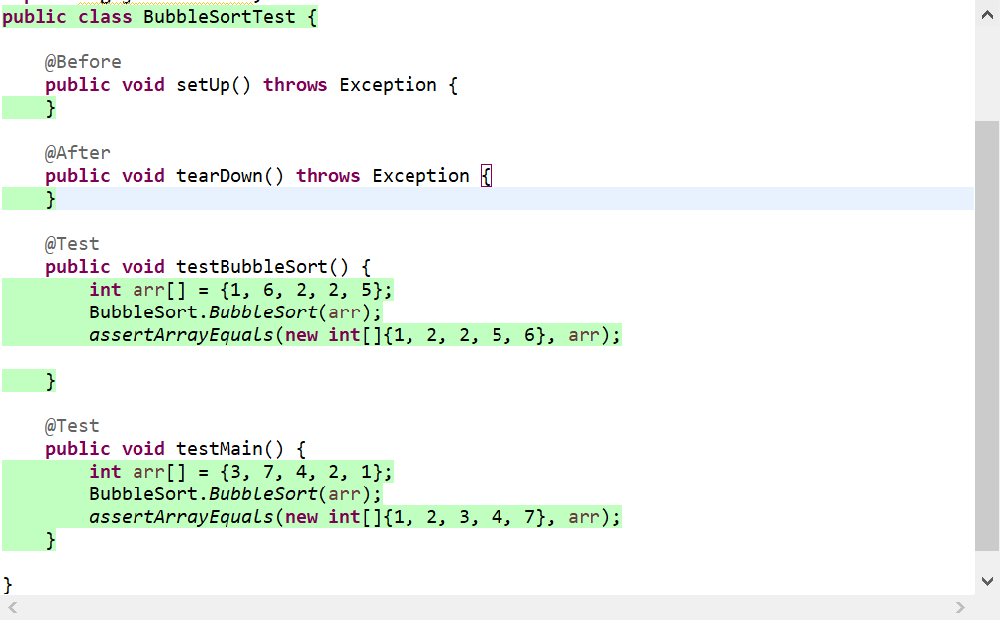 public class BubbleSortTest {
@Before
public void setUp() throws Exception {
}
@After
public void tearDown() throws Exception {
}
@Test
public void testBubbleSort() {
int arr[] = {1, 6, 2, 2, 5};
BubbleSort.BubbleSort(arr);
assertArrayEquals(new int[]{1, 2, 2, 5, 6}, arr);
}
@Test
public void testMain() {
int arr[] = {3, 7, 4, 2, 1};
BubbleSort.BubbleSort(arr);
assertArrayEquals(new int[]{1, 2, 3, 4, 7}, arr);
}
}